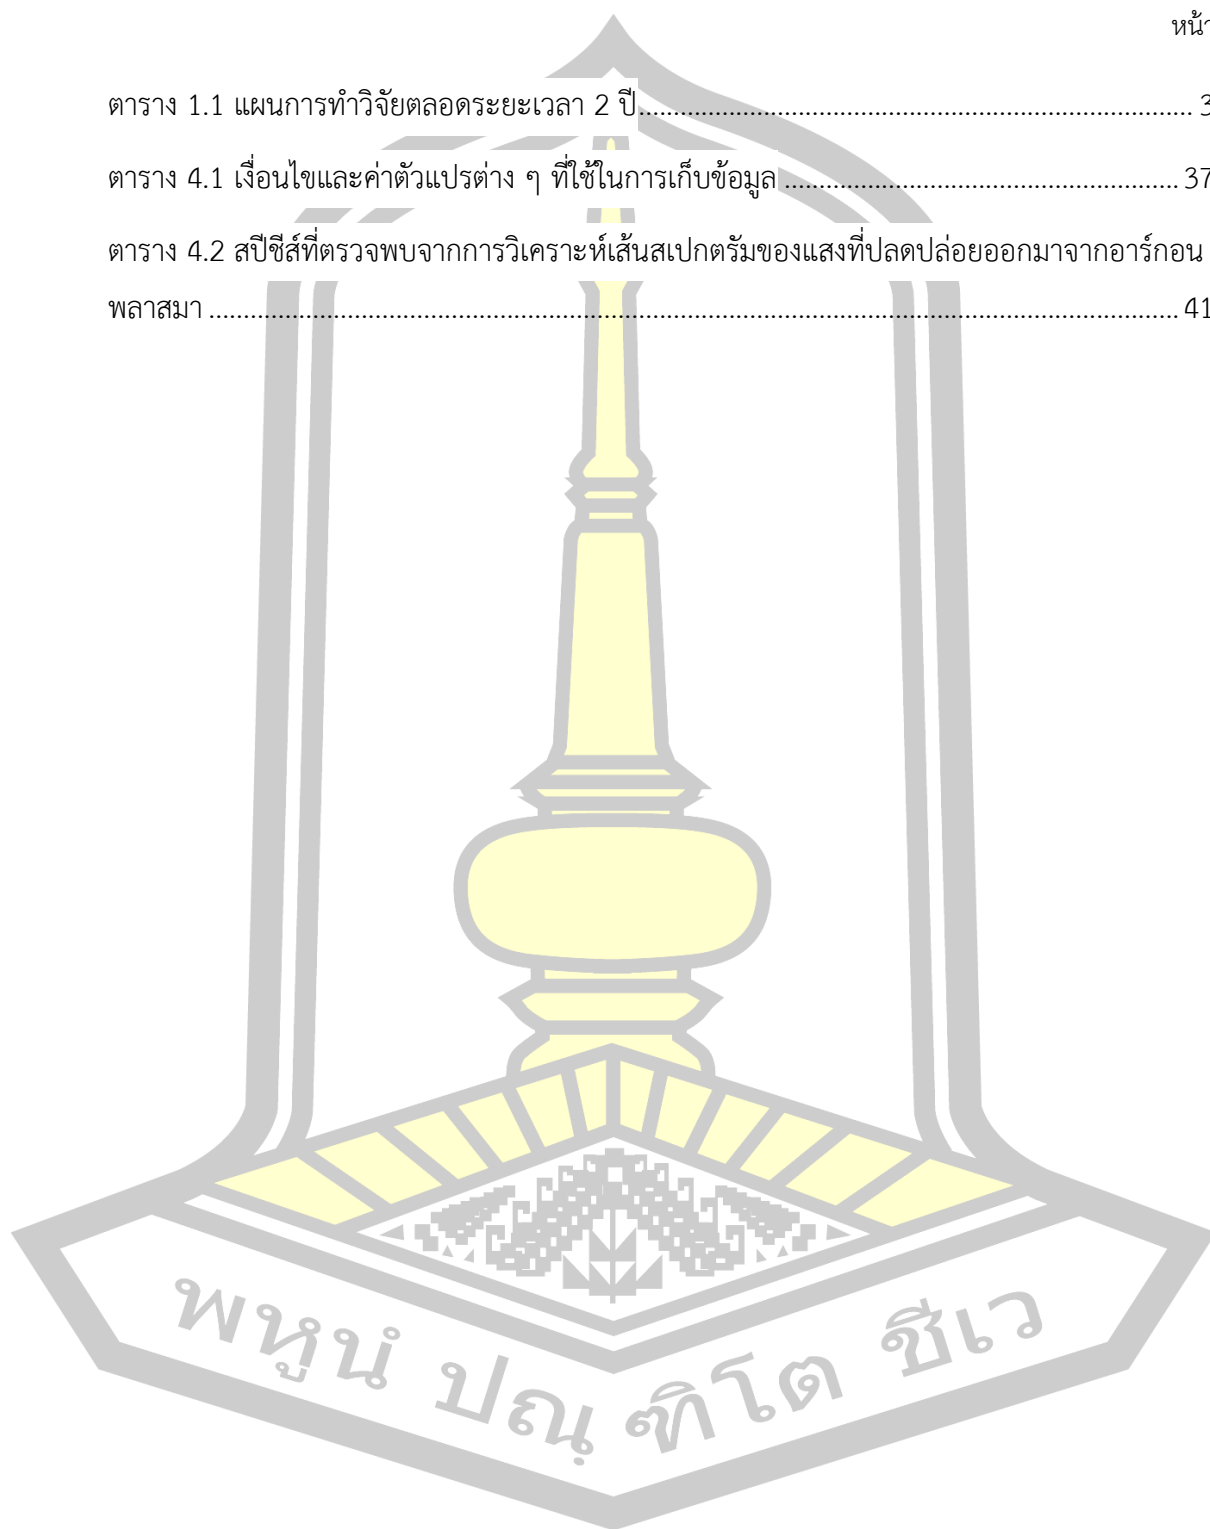 หน้า
ตาราง 1.1 แผนการทำวิจัยตลอดระยะเวลา 2 ปี................................................................................. 3
ตาราง 4.1 เงื่อนไขและค่าตัวแปรต่าง ๆ ที่ใช้ในการเก็บข้อมูล .......................................................... 37
ตาราง 4.2 สปีชีส์ที่ตรวจพบจากการวิเคราะห์เส้นสเปกตรัมของแสงที่ปลดปล่อยออกมาจากอาร์กอน
พลาสมา ............................................................................................................................................. 41
พหูนํ ปณฺฑิโต ชีเว